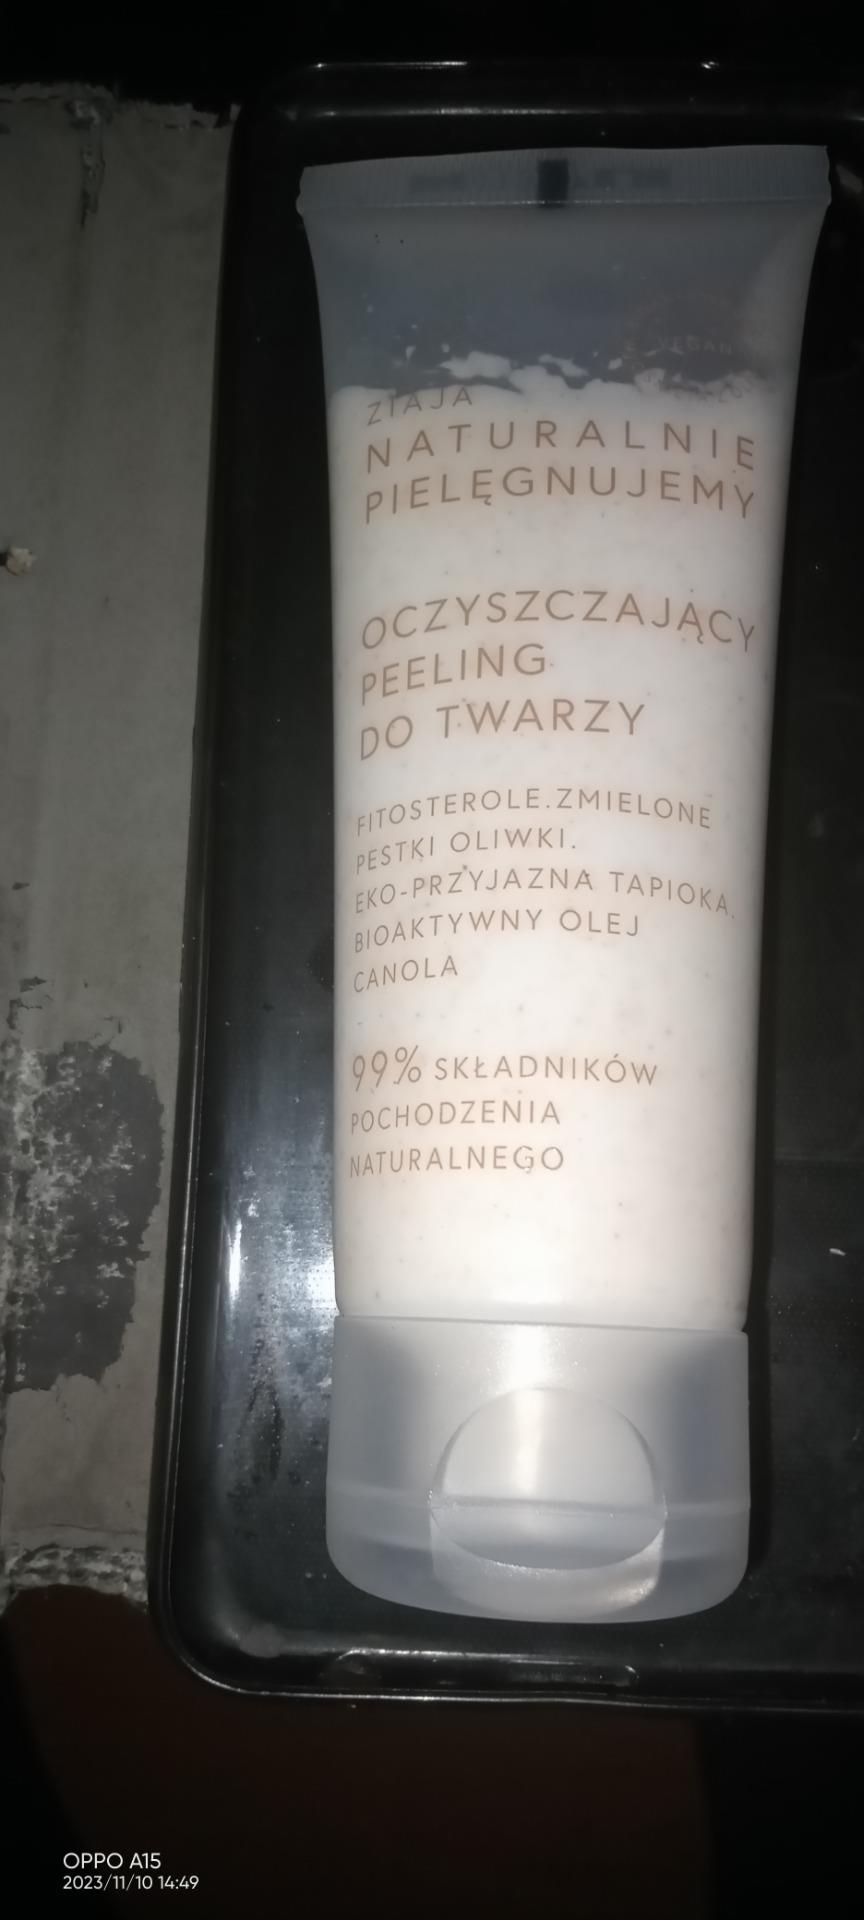 VEGAN
ZIAJA
NATURALNIE
PIELĘGNUJEMY
OCZYSZCZAJĄCY
PEELING
DO TWARZY
FITOSTEROLE.ZMIELONE
PESTKI OLIWKI.
EKO-PRZYJAZNA TAPIOKA.
BIOAKTYWNY OLEJ
CANOLA
99% SKŁADNIKÓW
POCHODZENIA
NATURALNEGO
OPPO A15
2023/11/10 14:49